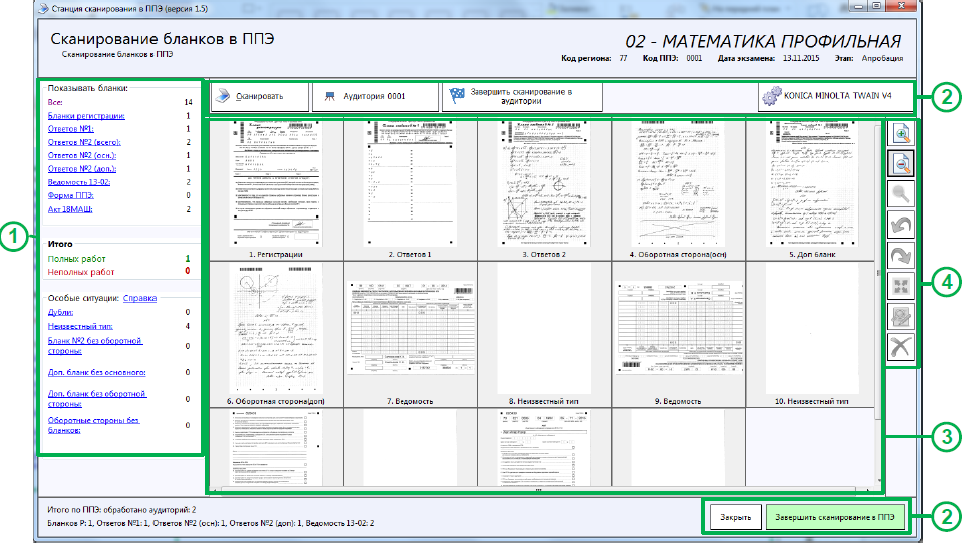 Станция сканирования в ППЭ (версия 1.5)
Сканирование бланков в ППЭ
Сканирование бланков в ППЭ
02 - МАТЕМАТИКА ПРОФИЛЬНАЯ
Код региона: 77 Код ППЭ: 0001 Дата экзамена: 13.11.2015 Этап: Апробация
Показывать бланки:
Все: 14
Бланки регистрации: 1
Ответов №1: 1
Ответов №2 (всего): 2
Ответов №2 (осн.): 1
Ответов №2 (доп.): 1
Ведомость 13-02: 2
Форма ППЭ: 0
Акт 18МАШ: 2
Итого
Полных работ 1
Неполных работ 0
Особые ситуации: Справка
Дубли: 0
Неизвестный тип: 4
Бланк №2 без оборотной стороны: 0
Доп. бланк без основного: 0
Доп. бланк без оборотной стороны: 0
Оборотные стороны без бланков: 0
1
Сканировать
Аудитория 0001
Завершить сканирование в
аудитории
KONICA MINOLTA TWAIN V4
2
1. Регистрации
2. Ответов 1
3. Ответов 2
4. Оборотная сторона(осн)
5. Доп бланк
4
6. Оборотная сторона(доп)
7. Ведомость
8. Неизвестный тип
9. Ведомость
10. Неизвестный тип
3
Итого по ППЭ: обработано аудиторий: 2
Бланков Р: 1, Ответов №1: 1, Ответов №2 (осн): 1, Ответов №2 (доп): 1, Ведомость 13-02: 2
Закрыть
Завершить сканирование в ППЭ
2